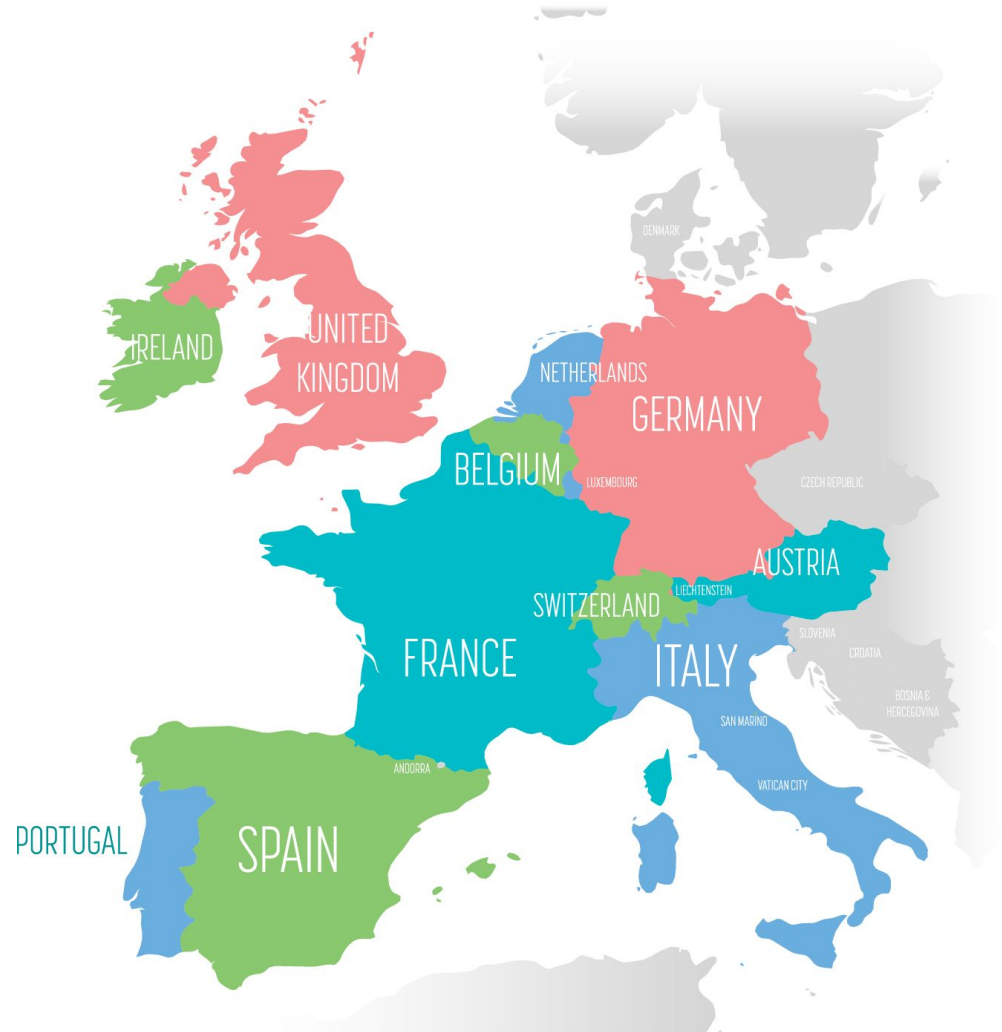 DENMARK
UNITED
KINGDOM
IRELAND
NETHERLANDS
GERMANY
BELGIUM
LUXEMBOURG
CZECH REPUBLIC
AUSTRIA
LIECHTENSTEIN
SWITZERLAND
FRANCE
ITALY
SLOVENIA
CROATIA
BOSNIA &
HERCEGOVINA
SAN MARINO
ANDORRA
VATICAN CITY
PORTUGAL
SPAIN